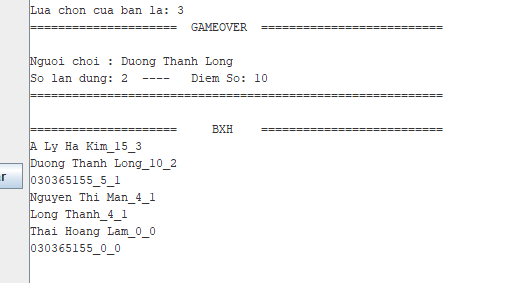 Lua chon cua ban la: 3
=====================  GAMEOVER  ==========================
Nguoi choi : Duong Thanh Long
So lan dung: 2  ----   Diem So: 10
===========================================================
=====================     BXH    ==========================
A Ly Ha Kim_15_3
Duong Thanh Long_10_2
030365155_5_1
Nguyen Thi Man_4_1
Long Thanh_4_1
Thai Hoang Lam_0_0
030365155_0_0